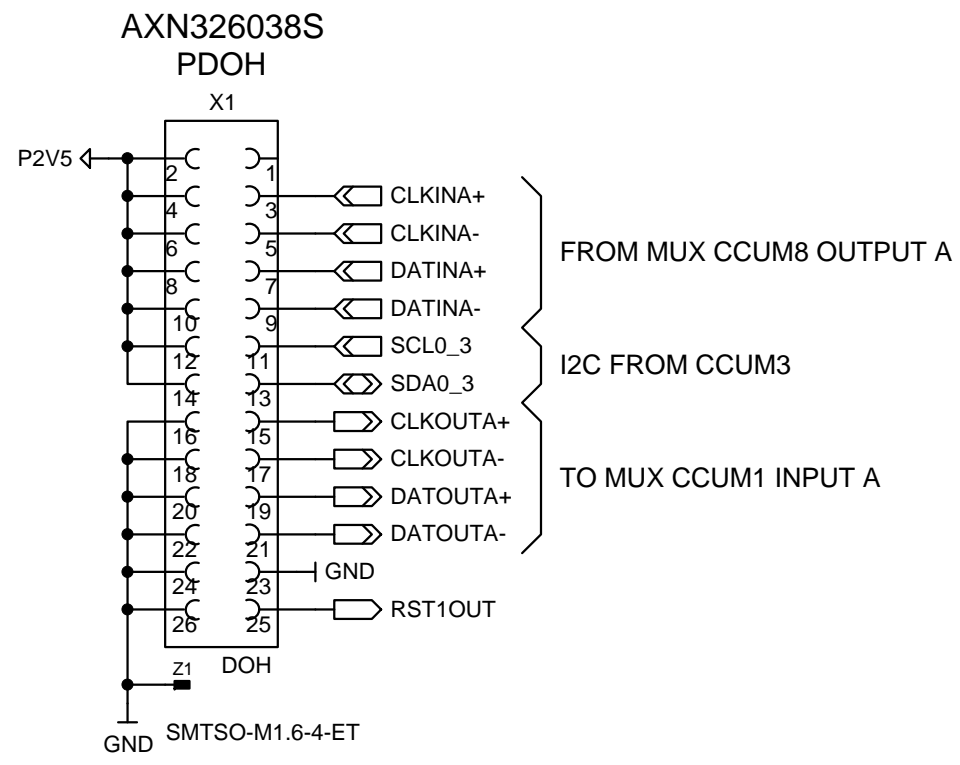 AXN326038S
PDOH
X1
P2V5
2 1
4 3 CLKINA+
6 5 CLKINA-
8 7 DATINA+
10 9 DATINA-
FROM MUX CCUM8 OUTPUT A
12 11 SCL0_3
14 13 SDA0_3
I2C FROM CCUM3
16 15 CLKOUTA+
18 17 CLKOUTA-
20 19 DATOUTA+
22 21 DATOUTA-
TO MUX CCUM1 INPUT A
24 23 GND
26 25 RST1OUT
Z1 DOH
GND SMTSO-M1.6-4-ET